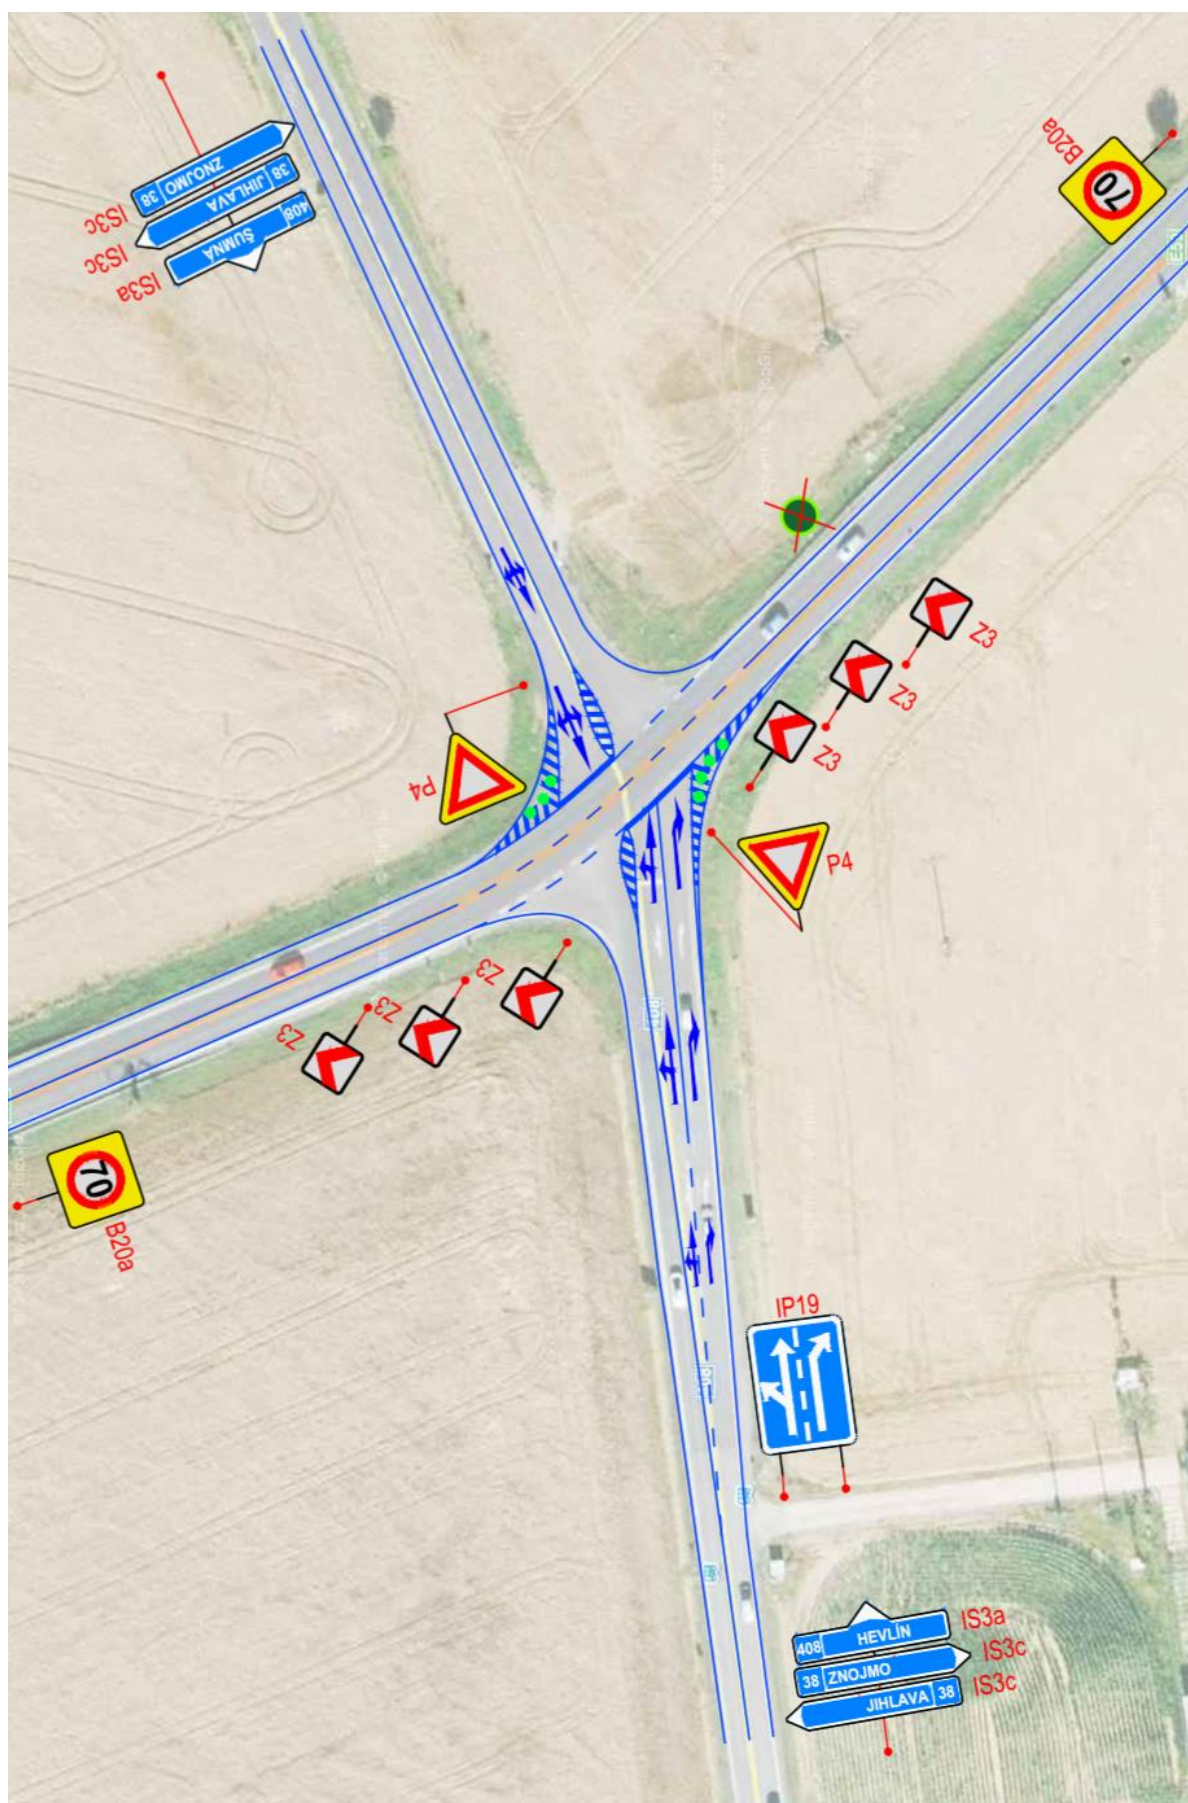 38 ZNOJMO
JIHLAVA 38
ŠUMNÁ 408
IS3c
IS3c
IS3a
B20a
70
Z3
Z3
Z3
P4
P4
Z3
Z3
Z3
70
B20a
IP19
408 HEVLÍN
38 ZNOJMO
JIHLAVA 38
IS3a
IS3c
IS3c